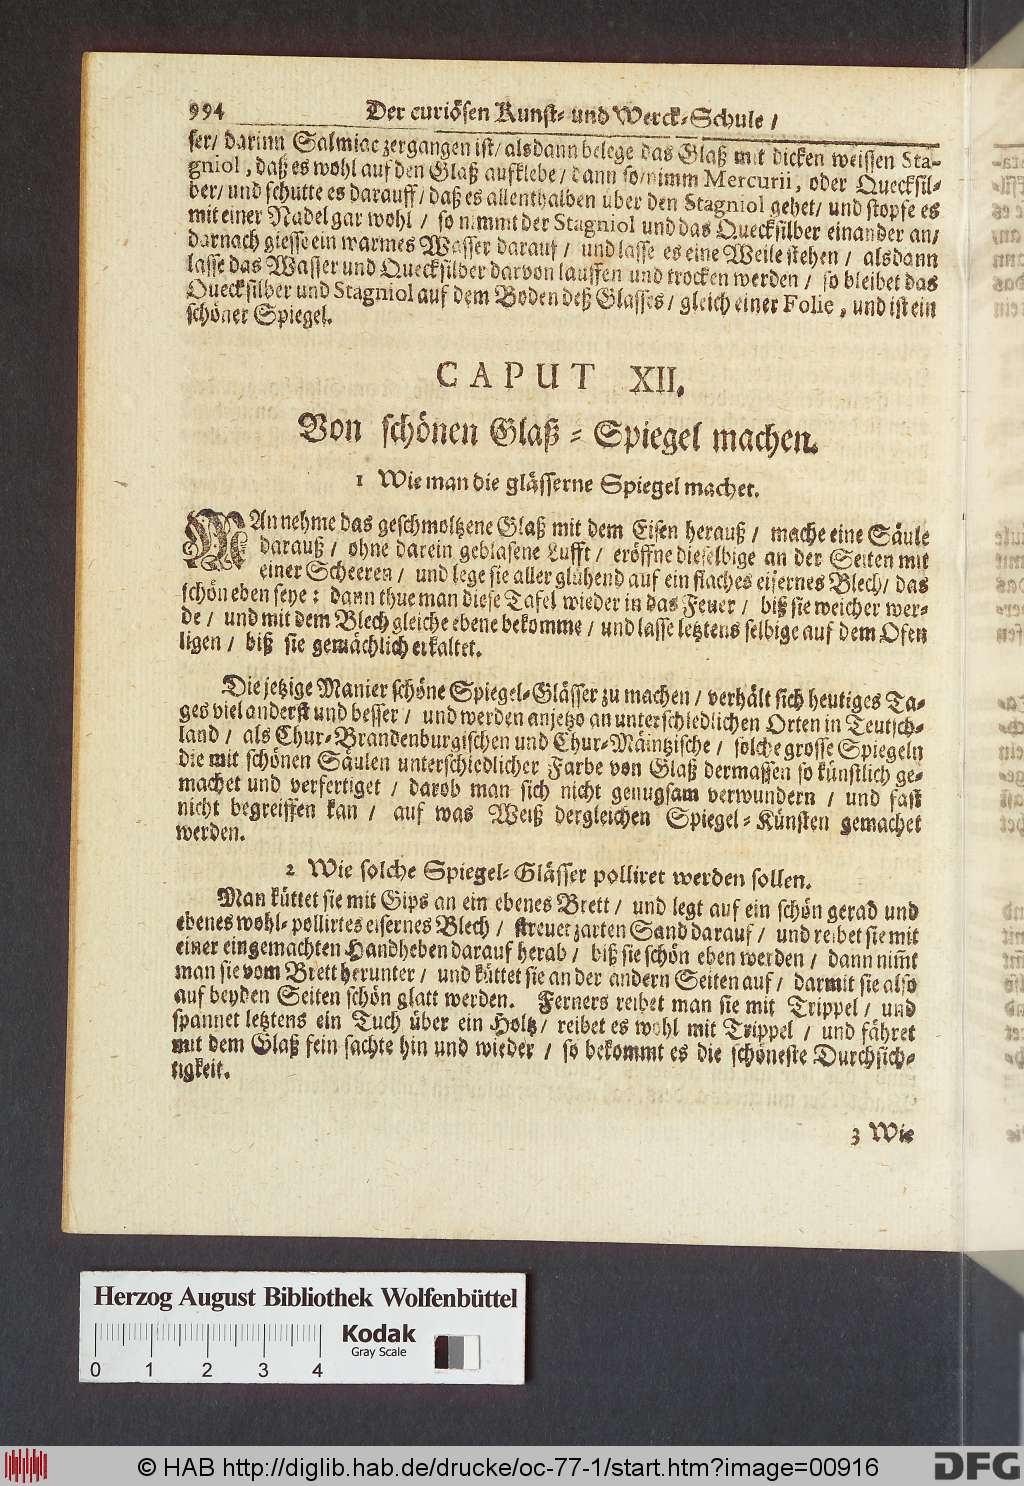 994 Der curiösen Kunst- und Werck-Schule /
ser/ darinn Salmiac zergangen ist/ alsdann belege das Glaß mit dicken weissen Sta-
gniol, daß es wohl auf den Glaß aufklebe/ dann so nimm Mercurii, oder Quecksil-
ber/ und schutte es darauff/ daß es allenthalben über den Stagniol gehet/ und stopfe es
mit einer Nadel gar wohl / so nimmt der Stagniol und das Quecksilber einander an/
darnach giesse ein warmes Wasser darauf / und lasse es eine Weile stehen / alsdann
lasse das Wasser und Quecksilber darvon lauffen und trocken werden / so bleibet das
Quecksilber und Stagniol auf dem Boden deß Glasses/ gleich einer Folie, und ist ein
schöner Spiegel.
CAPUT XII.
Von schönen Glaß-Spiegel machen.
1 Wie man die glässerne Spiegel machet.
MAn nehme das geschmoltzene Glaß mit dem Eisen herauß / mache eine Säule
darauß / ohne darein geblasene Lufft / eröffne dieselbige an der Seiten mit
einer Scheeren / und lege sie aller glühend auf ein flaches eisernes Blech/ das
schön eben seye: dann thue man diese Tafel wieder in das Feuer / biß sie weicher wer-
de / und mit dem Blech gleiche ebene bekomme / und lasse letztens selbige auf dem Ofen
ligen / biß sie gemächlich erkaltet.
Die jetzige Manier schöne Spiegel-Glässer zu machen / verhält sich heutiges Ta-
ges viel anderst und besser / und werden anjetzo an unterschiedlichen Orten in Teutsch-
land / als Chur-Brandenburgischen und Chur-Mäintzische / solche grosse Spiegeln
die mit schönen Säulen unterschiedlicher Farbe von Glaß dermassen so künstlich ge-
machet und verfertiget / darob man sich nicht genugsam verwundern / und fast
nicht begreiffen kan / auf was Weiß dergleichen Spiegel-Künsten gemachet
werden.
2 Wie solche Spiegel-Glässer polliret werden sollen.
Man küttet sie mit Gips an ein ebenes Brett / und legt auf ein schön gerad und
ebenes wohl-pollirtes eisernes Blech / streuet zarten Sand darauf / und reibet sie mit
einer eingemachten Handheben darauf herab / biß sie schön eben werden / dann nim̄t
man sie vom Brett herunter / und küttet sie an der andern Seiten auf / darmit sie also
auf beyden Seiten schön glatt werden. Ferners reibet man sie mit Trippel / und
spannet letztens ein Tuch über ein Holtz/ reibet es wohl mit Trippel / und fähret
mit dem Glaß fein sachte hin und wieder / so bekommt es die schöneste Durchsich-
tigkeit.
3 Wie
Herzog August Bibliothek Wolfenbüttel
Kodak
Gray Scale
0 1 2 3 4
© HAB http://diglib.hab.de/drucke/oc-77-1/start.htm?image=00916
DFG